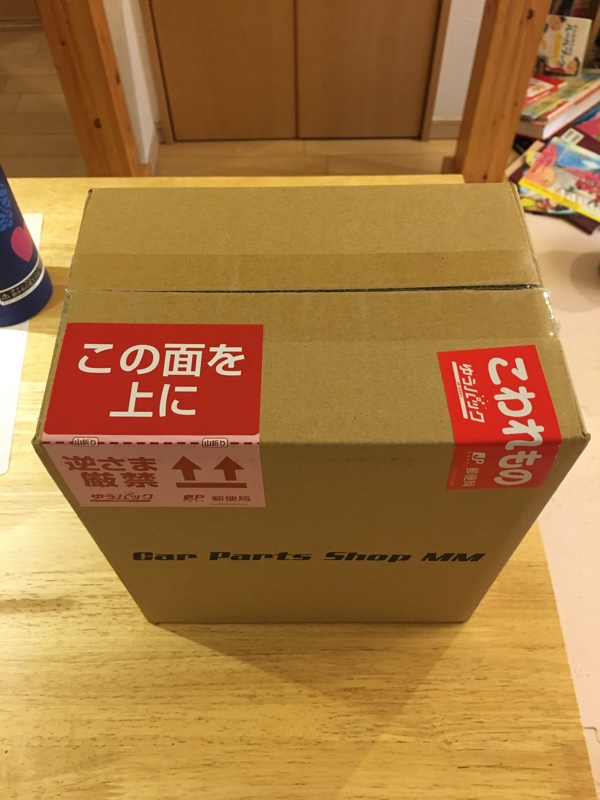 この面を
上に
山折り
山折り
逆さま
厳禁
ゆうパック
JP 郵便局
こわれもの
ゆうパック
JP 郵便局
Car Parts Shop MM